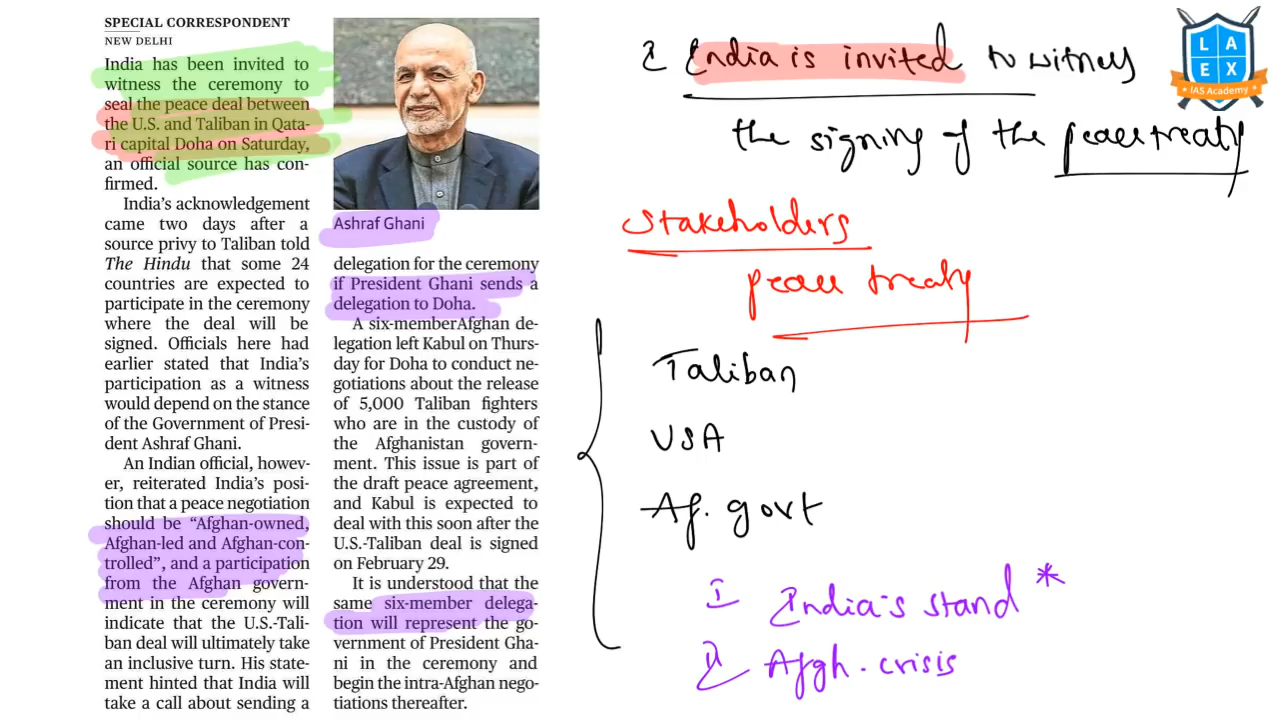 SPECIAL CORRESPONDENT
NEW DELHI
India has been invited to
witness the ceremony to
seal the peace deal between
the U.S. and Taliban in Qata-
ri capital Doha on Saturday,
an official source has con-
firmed.
India's acknowledgement
came two days after a
source privy to Taliban told
The Hindu that some 24
countries are expected to
participate in the ceremony
where the deal will be
signed. Officials here had
earlier stated that India's
participation as a witness
would depend on the stance
of the Government of Presi-
dent Ashraf Ghani.
An Indian official, howev-
er, reiterated India's posi-
tion that a peace negotiation
should be “Afghan-owned,
Afghan-led and Afghan-con-
trolled”, and a participation
from the Afghan govern-
ment in the ceremony will
indicate that the U.S.-Tali-
ban deal will ultimately take
an inclusive turn. His state-
ment hinted that India will
take a call about sending a
Ashraf Ghani
delegation for the ceremony
if President Ghani sends a
delegation to Doha.
A six-memberAfghan de-
legation left Kabul on Thurs-
day for Doha to conduct ne-
gotiations about the release
of 5,000 Taliban fighters
who are in the custody of
the Afghanistan govern-
ment. This issue is part of
the draft peace agreement,
and Kabul is expected to
deal with this soon after the
U.S.-Taliban deal is signed
on February 29.
It is understood that the
same six-member delega-
tion will represent the go-
vernment of President Gha-
ni in the ceremony and
begin the intra-Afghan nego-
tiations thereafter.
I India is invited to witness
the signing of the peace treaty
Stakeholders
peace treaty
Taliban
USA
Af. govt
I India's stand *
II Afgh. crisis
L A
E X
* IAS Academy *